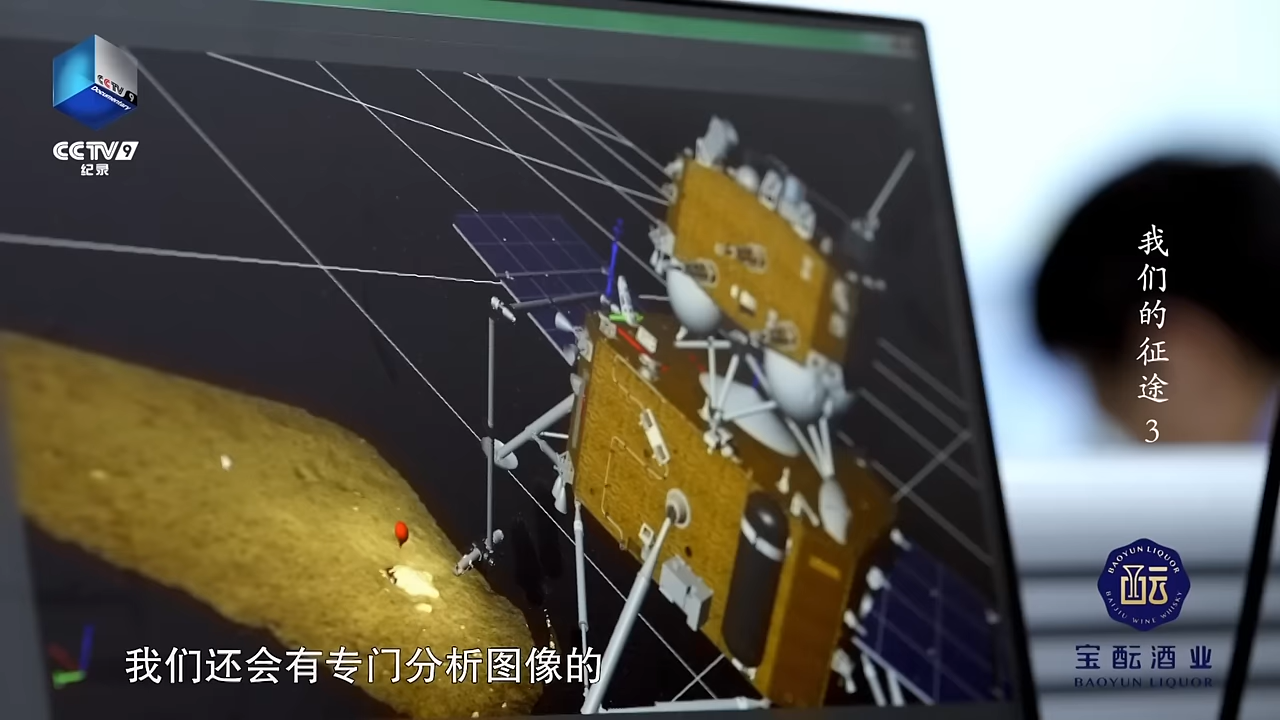 CCTV 9
Documentary
CCTV9
纪录
我们的征途 3
BAOYUN LIQUOR
BAIJIU WINE WHISKY
宝酝酒业
BAOYUN LIQUOR
我们还会有专门分析图像的